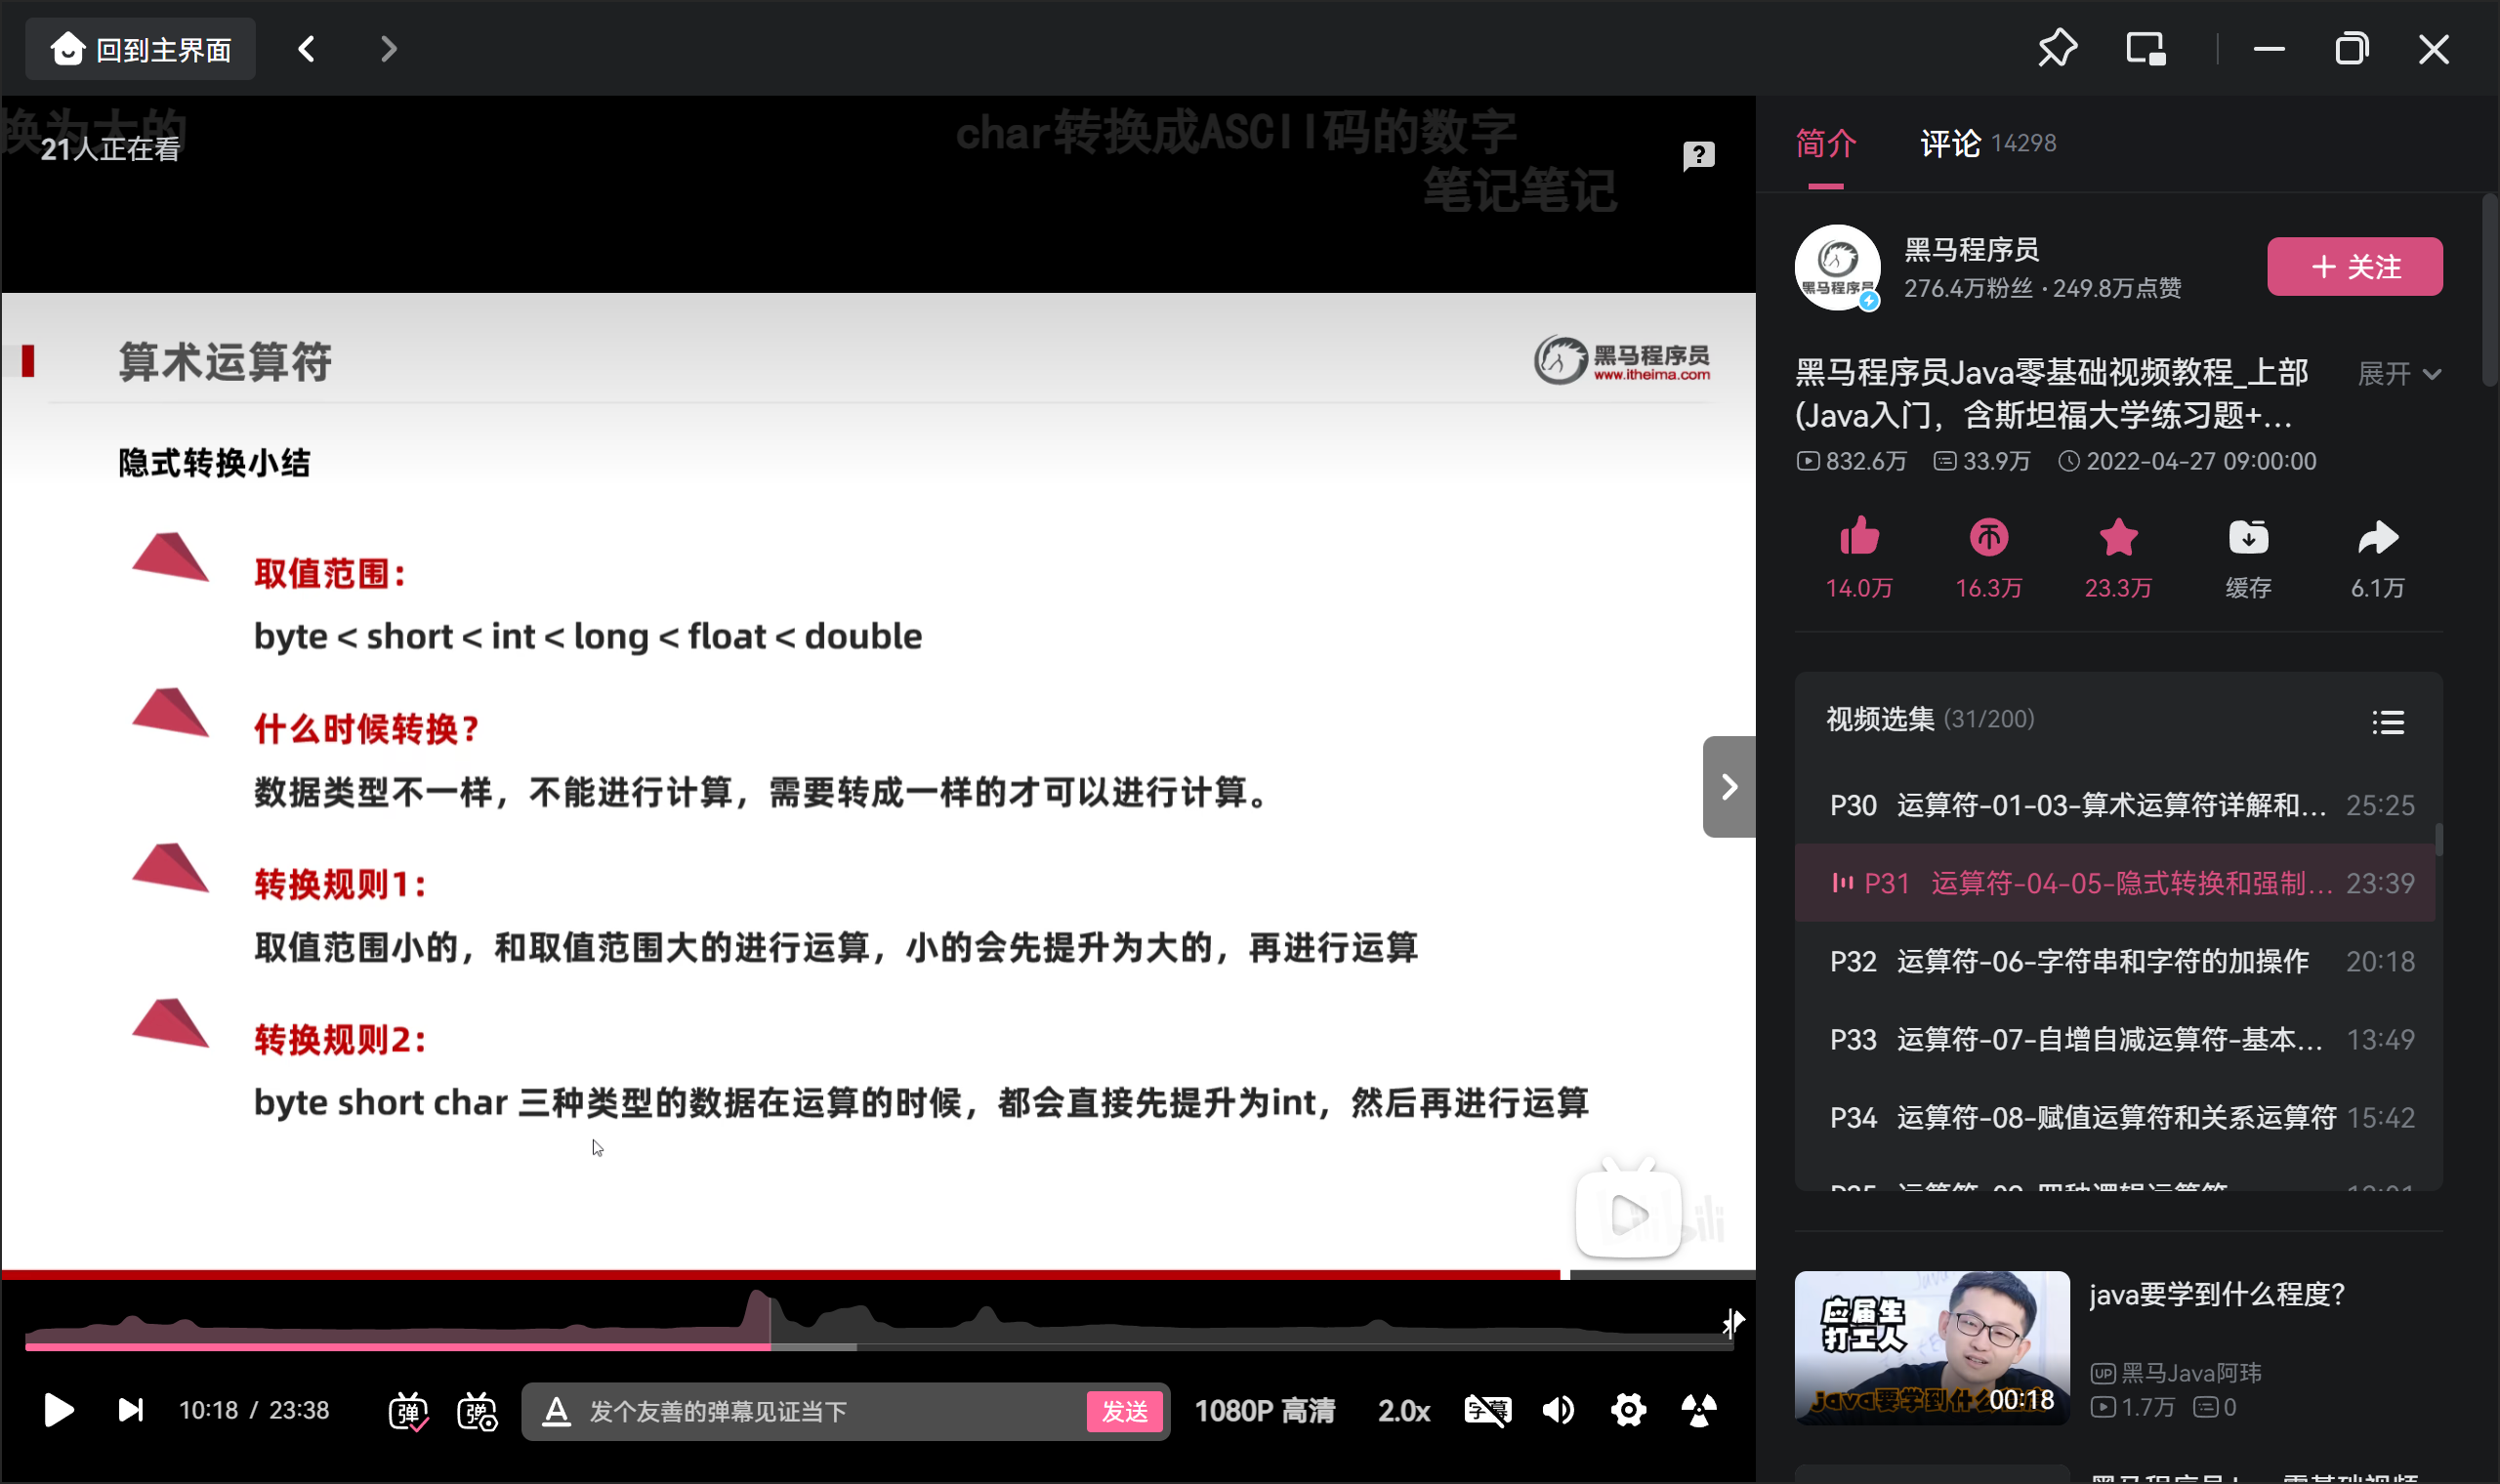 回到主界面
换为大的
21人正在看
char转换成ASCII码的数字
笔记笔记
算术运算符
黑马程序员
www.itheima.com
隐式转换小结
取值范围：
byte < short < int < long < float < double
什么时候转换？
数据类型不一样，不能进行计算，需要转成一样的才可以进行计算。
转换规则1：
取值范围小的，和取值范围大的进行运算，小的会先提升为大的，再进行运算
转换规则2：
byte short char 三种类型的数据在运算的时候，都会直接先提升为int，然后再进行运算
10:18 / 23:38
弹
弹
发个友善的弹幕见证当下
发送
1080P 高清
2.0x
字幕
简介
评论 14298
黑马程序员
黑马程序员
276.4万粉丝 · 249.8万点赞
+ 关注
黑马程序员Java零基础视频教程_上部
(Java入门，含斯坦福大学练习题+...
展开
832.6万 33.9万 2022-04-27 09:00:00
14.0万
16.3万
23.3万
缓存
6.1万
视频选集 (31/200)
P30 运算符-01-03-算术运算符详解和... 25:25
P31 运算符-04-05-隐式转换和强制... 23:39
P32 运算符-06-字符串和字符的加操作 20:18
P33 运算符-07-自增自减运算符-基本... 13:49
P34 运算符-08-赋值运算符和关系运算符 15:42
应届生
打工人
java要学到什么程度
00:18
java要学到什么程度？
UP 黑马Java阿玮
1.7万 0